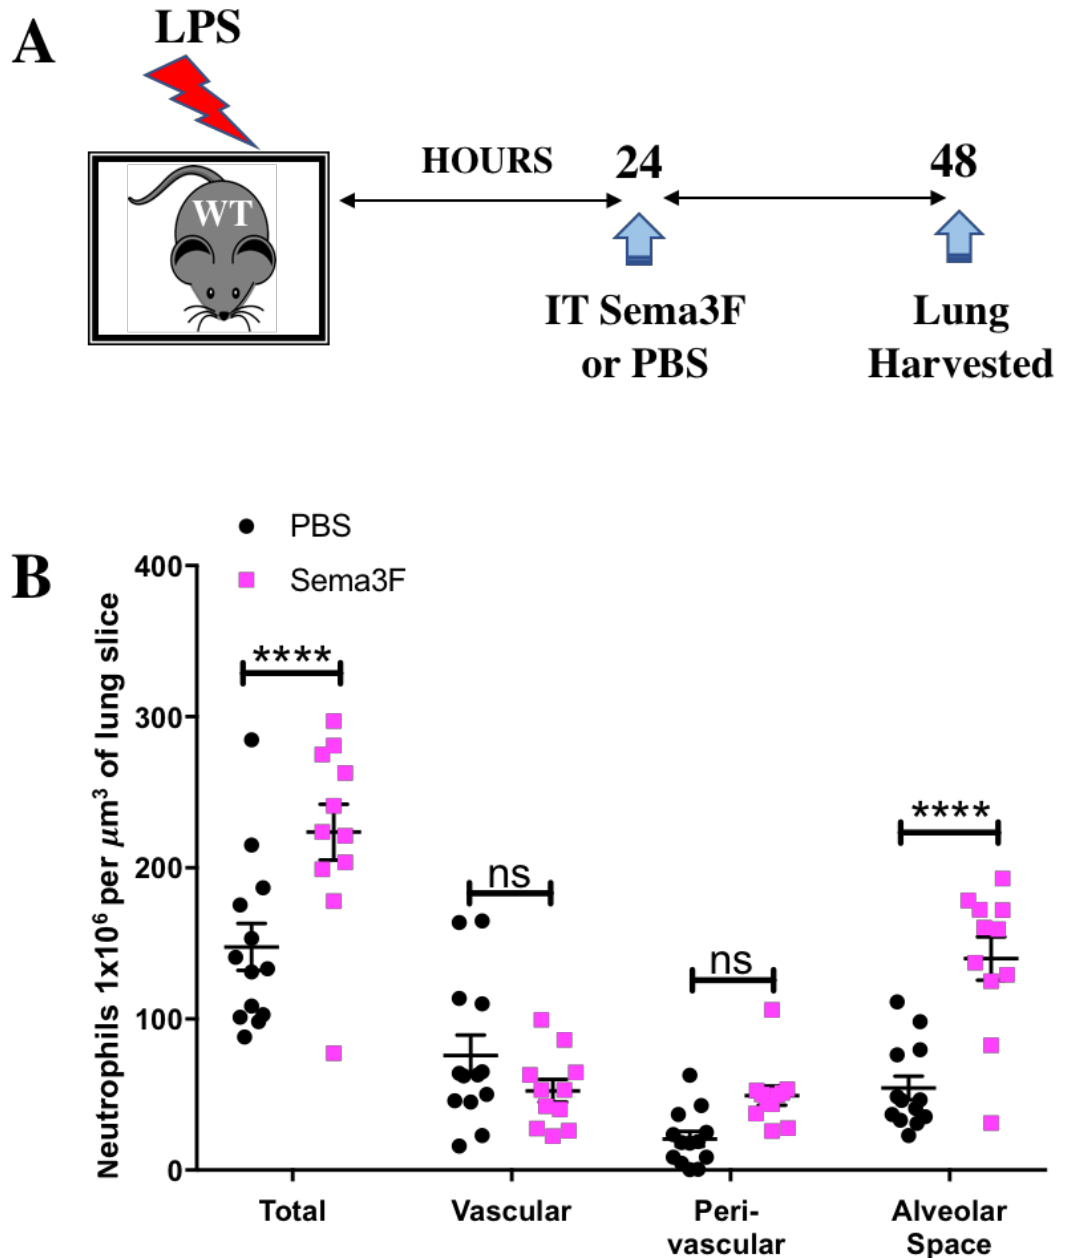 A
LPS
WT
HOURS
24
48
IT Sema3F
or PBS
Lung
Harvested
B
PBS
Sema3F
Neutrophils 1x10⁶ per µm³ of lung slice
400
300
200
100
0
****
ns
ns
****
Total
Vascular
Peri-
vascular
Alveolar
Space